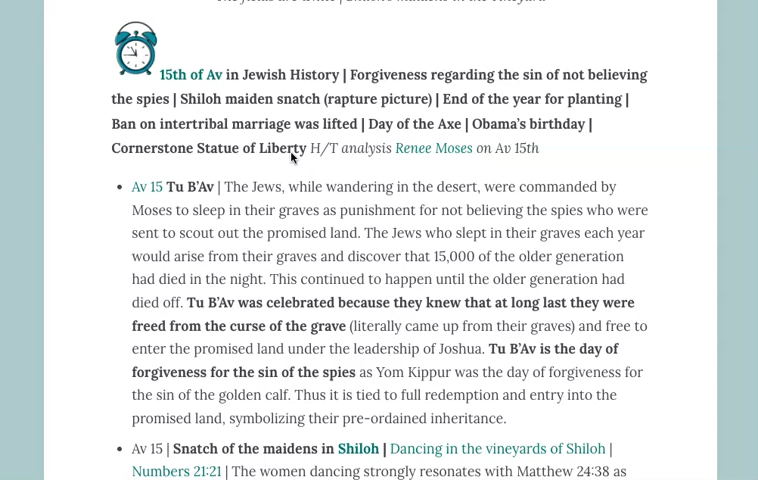 15th of Av in Jewish History | Forgiveness regarding the sin of not believing
the spies | Shiloh maiden snatch (rapture picture) | End of the year for planting |
Ban on intertribal marriage was lifted | Day of the Axe | Obama's birthday |
Cornerstone Statue of Liberty H/T analysis Renee Moses on Av 15th
• Av 15 Tu B'Av | The Jews, while wandering in the desert, were commanded by
Moses to sleep in their graves as punishment for not believing the spies who were
sent to scout out the promised land. The Jews who slept in their graves each year
would arise from their graves and discover that 15,000 of the older generation
had died in the night. This continued to happen until the older generation had
died off. Tu B'Av was celebrated because they knew that at long last they were
freed from the curse of the grave (literally came up from their graves) and free to
enter the promised land under the leadership of Joshua. Tu B'Av is the day of
forgiveness for the sin of the spies as Yom Kippur was the day of forgiveness for
the sin of the golden calf. Thus it is tied to full redemption and entry into the
promised land, symbolizing their pre-ordained inheritance.
• Av 15 | Snatch of the maidens in Shiloh | Dancing in the vineyards of Shiloh |
Numbers 21:21 | The women dancing strongly resonates with Matthew 24:38 as